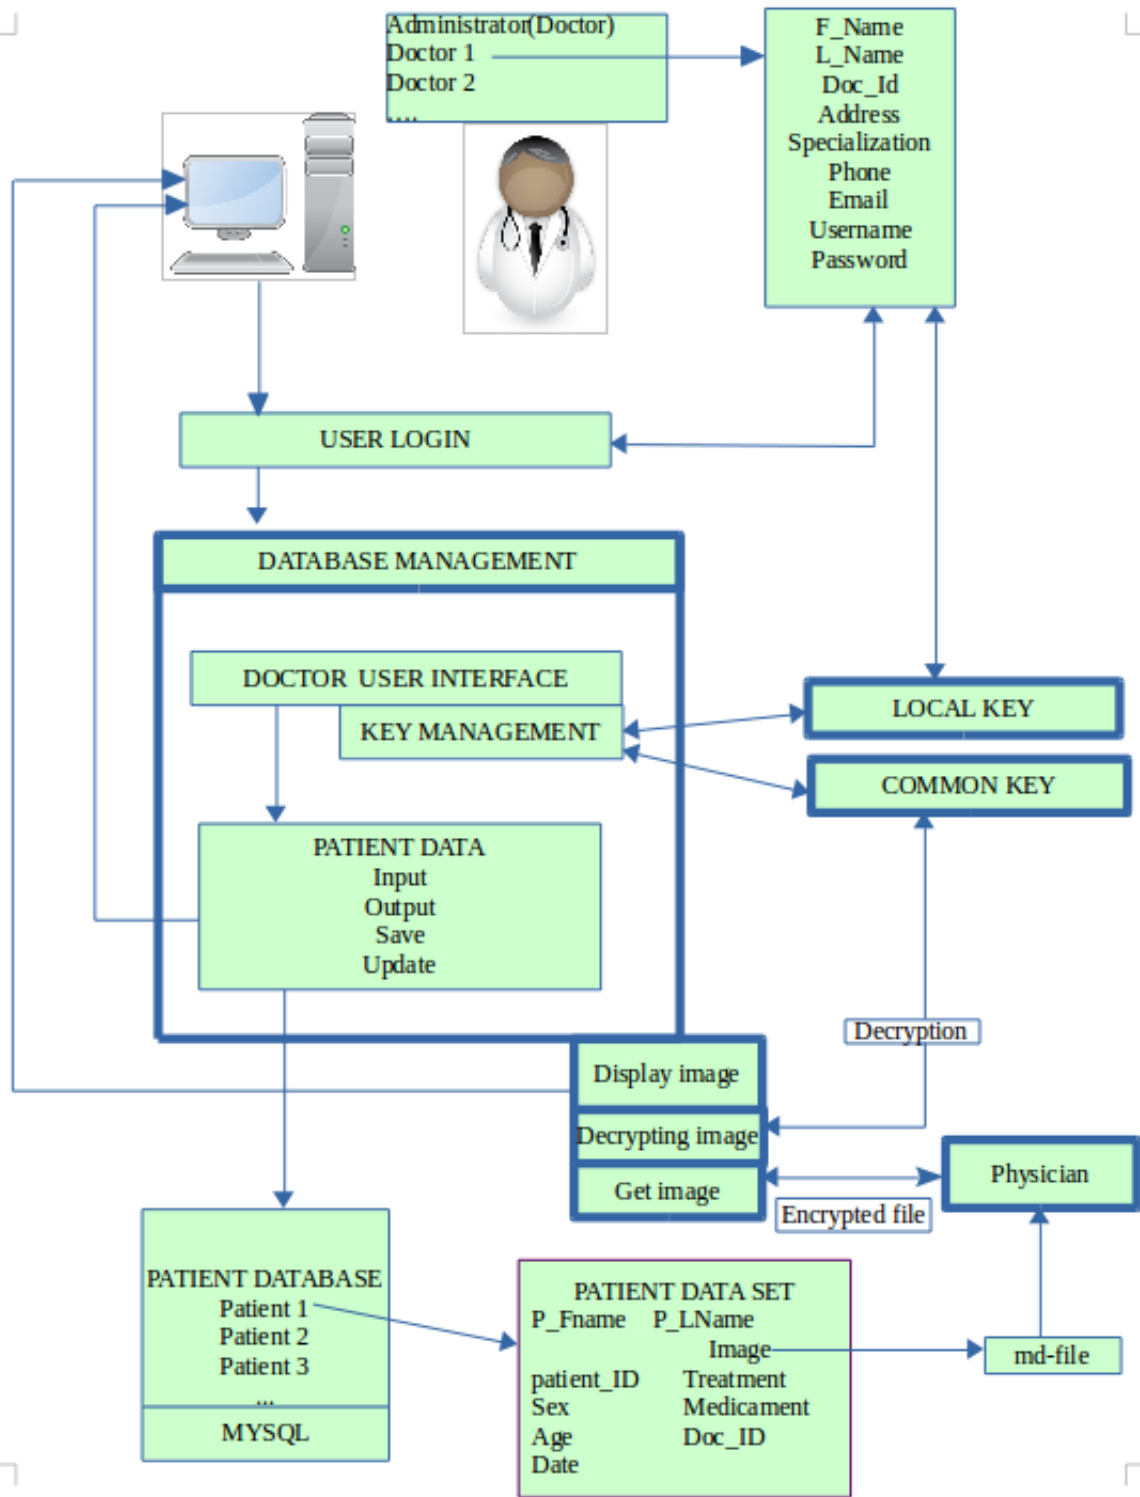 Administrator(Doctor)
Doctor 1
Doctor 2
....
F_Name
L_Name
Doc_Id
Address
Specialization
Phone
Email
Username
Password
USER LOGIN
DATABASE MANAGEMENT
DOCTOR USER INTERFACE
KEY MANAGEMENT
LOCAL KEY
COMMON KEY
PATIENT DATA
Input
Output
Save
Update
Decryption
Display image
Decrypting image
Get image
Physician
Encrypted file
PATIENT DATABASE
Patient 1
Patient 2
Patient 3
...
MYSQL
PATIENT DATA SET
P_Fname P_LName
Image
patient_ID Treatment
Sex Medicament
Age Doc_ID
Date
md-file